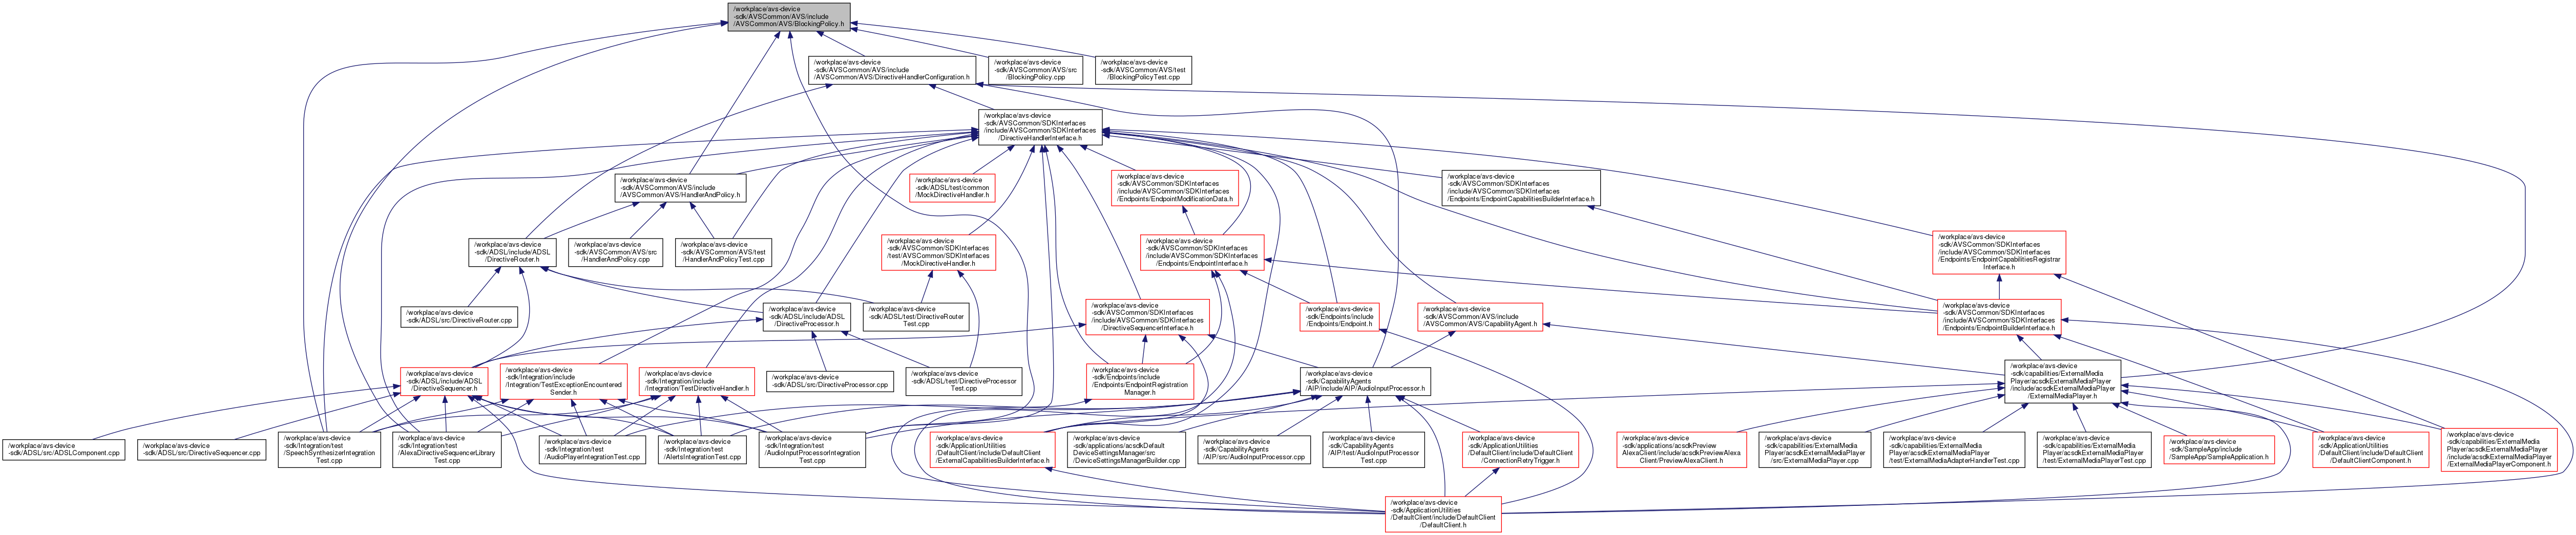 /workplace/avs-device
-sdk/AVSCommon/AVS/include
/AVSCommon/AVS/BlockingPolicy.h
/workplace/avs-device
-sdk/AVSCommon/AVS/include
/AVSCommon/AVS/DirectiveHandlerConfiguration.h
/workplace/avs-device
-sdk/AVSCommon/AVS/src
/BlockingPolicy.cpp
/workplace/avs-device
-sdk/AVSCommon/AVS/test
/BlockingPolicyTest.cpp
/workplace/avs-device
-sdk/AVSCommon/SDKInterfaces
/include/AVSCommon/SDKInterfaces
/DirectiveHandlerInterface.h
/workplace/avs-device
-sdk/AVSCommon/AVS/include
/AVSCommon/AVS/HandlerAndPolicy.h
/workplace/avs-device
-sdk/ADSL/test/common
/MockDirectiveHandler.h
/workplace/avs-device
-sdk/AVSCommon/SDKInterfaces
/include/AVSCommon/SDKInterfaces
/Endpoints/EndpointModificationData.h
/workplace/avs-device
-sdk/AVSCommon/SDKInterfaces
/include/AVSCommon/SDKInterfaces
/Endpoints/EndpointCapabilitiesBuilderInterface.h
/workplace/avs-device
-sdk/ADSL/include/ADSL
/DirectiveRouter.h
/workplace/avs-device
-sdk/AVSCommon/AVS/src
/HandlerAndPolicy.cpp
/workplace/avs-device
-sdk/AVSCommon/AVS/test
/HandlerAndPolicyTest.cpp
/workplace/avs-device
-sdk/AVSCommon/SDKInterfaces
/test/AVSCommon/SDKInterfaces
/MockDirectiveHandler.h
/workplace/avs-device
-sdk/AVSCommon/SDKInterfaces
/include/AVSCommon/SDKInterfaces
/Endpoints/EndpointInterface.h
/workplace/avs-device
-sdk/AVSCommon/SDKInterfaces
/include/AVSCommon/SDKInterfaces
/Endpoints/EndpointCapabilitiesRegistrar
Interface.h
/workplace/avs-device
-sdk/ADSL/src/DirectiveRouter.cpp
/workplace/avs-device
-sdk/ADSL/include/ADSL
/DirectiveProcessor.h
/workplace/avs-device
-sdk/ADSL/test/DirectiveRouter
Test.cpp
/workplace/avs-device
-sdk/AVSCommon/SDKInterfaces
/include/AVSCommon/SDKInterfaces
/DirectiveSequencerInterface.h
/workplace/avs-device
-sdk/Endpoints/include
/Endpoints/Endpoint.h
/workplace/avs-device
-sdk/AVSCommon/AVS/include
/AVSCommon/AVS/CapabilityAgent.h
/workplace/avs-device
-sdk/AVSCommon/SDKInterfaces
/include/AVSCommon/SDKInterfaces
/Endpoints/EndpointBuilderInterface.h
/workplace/avs-device
-sdk/ADSL/include/ADSL
/DirectiveSequencer.h
/workplace/avs-device
-sdk/Integration/include
/Integration/TestExceptionEncountered
Sender.h
/workplace/avs-device
-sdk/Integration/include
/Integration/TestDirectiveHandler.h
/workplace/avs-device
-sdk/ADSL/src/DirectiveProcessor.cpp
/workplace/avs-device
-sdk/ADSL/test/DirectiveProcessor
Test.cpp
/workplace/avs-device
-sdk/Endpoints/include
/Endpoints/EndpointRegistration
Manager.h
/workplace/avs-device
-sdk/CapabilityAgents
/AIP/include/AIP/AudioInputProcessor.h
/workplace/avs-device
-sdk/capabilities/ExternalMedia
Player/acsdkExternalMediaPlayer
/include/acsdkExternalMediaPlayer
/ExternalMediaPlayer.h
/workplace/avs-device
-sdk/ADSL/src/ADSLComponent.cpp
/workplace/avs-device
-sdk/ADSL/src/DirectiveSequencer.cpp
/workplace/avs-device
-sdk/Integration/test
/SpeechSynthesizerIntegration
Test.cpp
/workplace/avs-device
-sdk/Integration/test
/AlexaDirectiveSequencerLibrary
Test.cpp
/workplace/avs-device
-sdk/Integration/test
/AudioPlayerIntegrationTest.cpp
/workplace/avs-device
-sdk/Integration/test
/AlertsIntegrationTest.cpp
/workplace/avs-device
-sdk/Integration/test
/AudioInputProcessorIntegration
Test.cpp
/workplace/avs-device
-sdk/ApplicationUtilities
/DefaultClient/include/DefaultClient
/ExternalCapabilitiesBuilderInterface.h
/workplace/avs-device
-sdk/applications/acsdkDefault
DeviceSettingsManager/src
/DeviceSettingsManagerBuilder.cpp
/workplace/avs-device
-sdk/CapabilityAgents
/AIP/src/AudioInputProcessor.cpp
/workplace/avs-device
-sdk/CapabilityAgents
/AIP/test/AudioInputProcessor
Test.cpp
/workplace/avs-device
-sdk/ApplicationUtilities
/DefaultClient/include/DefaultClient
/ConnectionRetryTrigger.h
/workplace/avs-device
-sdk/applications/acsdkPreview
AlexaClient/include/acsdkPreviewAlexa
Client/PreviewAlexaClient.h
/workplace/avs-device
-sdk/capabilities/ExternalMedia
Player/acsdkExternalMediaPlayer
/src/ExternalMediaPlayer.cpp
/workplace/avs-device
-sdk/capabilities/ExternalMedia
Player/acsdkExternalMediaPlayer
/test/ExternalMediaAdapterHandlerTest.cpp
/workplace/avs-device
-sdk/capabilities/ExternalMedia
Player/acsdkExternalMediaPlayer
/test/ExternalMediaPlayerTest.cpp
/workplace/avs-device
-sdk/SampleApp/include
/SampleApp/SampleApplication.h
/workplace/avs-device
-sdk/ApplicationUtilities
/DefaultClient/include/DefaultClient
/DefaultClientComponent.h
/workplace/avs-device
-sdk/capabilities/ExternalMedia
Player/acsdkExternalMediaPlayer
/include/acsdkExternalMediaPlayer
/ExternalMediaPlayerComponent.h
/workplace/avs-device
-sdk/ApplicationUtilities
/DefaultClient/include/DefaultClient
/DefaultClient.h